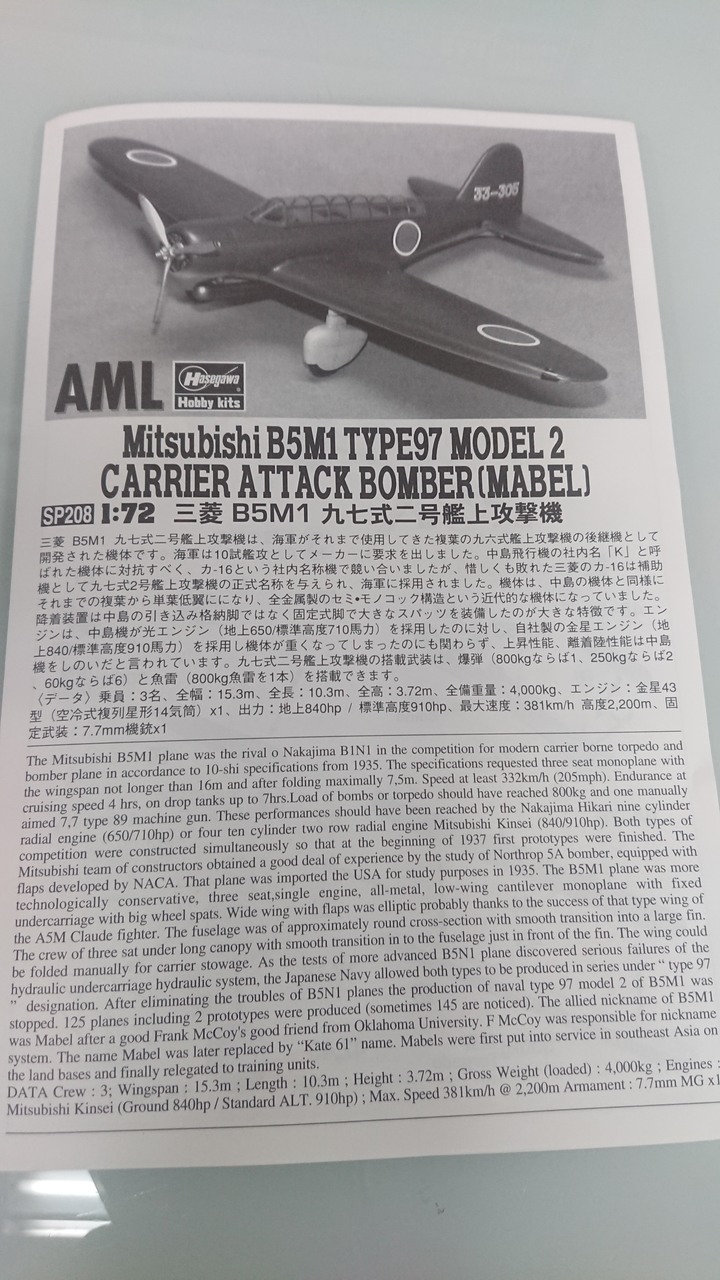 33-305
AML
Hasegawa
Hobby kits
Mitsubishi B5M1 TYPE97 MODEL 2
CARRIER ATTACK BOMBER(MABEL)
SP208 1:72 三菱 B5M1 九七式二号艦上攻撃機
三菱 B5M1 九七式二号艦上攻撃機は、海軍がそれまで使用してきた複葉の九六式艦上攻撃機の後継機として
開発された機体です。海軍は10試艦攻としてメーカーに要求を出しました。中島飛行機の社内名「K」と呼
ばれた機体に対抗すべく、カ-16という社内名称機で競い合いましたが、惜しくも敗れた三菱のカ-16は補助
機として九七式2号艦上攻撃機の正式名称を与えられ、海軍に採用されました。機体は、中島の機体と同様に
それまでの複葉から単葉低翼にになり、全金属製のセミ・モノコック構造という近代的な機体になっていました。
降着装置は中島の引き込み格納脚ではなく固定式脚で大きなスパッツを装備したのが大きな特徴です。エン
ジンは、中島機が光エンジン（地上650/標準高度710馬力）を採用したのに対し、自社製の金星エンジン（地
上840/標準高度910馬力）を採用し機体が重くなってしまったのにも関わらず、上昇性能、離着陸性能は中島
機をしのいだと言われています。九七式二号艦上攻撃機の搭載武装は、爆弾（800kgならば1、250kgならば2
、60kgならば6）と魚雷（800kg魚雷を1本）を搭載できます。
（データ）乗員：3名、全幅：15.3m、全長：10.3m、全高：3.72m、全備重量：4,000kg、エンジン：金星43
型（空冷式複列星形14気筒）x1、出力：地上840hp / 標準高度910hp、最大速度：381km/h 高度2,200m、固
定武装：7.7mm機銃x1
The Mitsubishi B5M1 plane was the rival o Nakajima B1N1 in the competition for modern carrier borne torpedo and
bomber plane in accordance to 10-shi specifications from 1935. The specifications requested three seat monoplane with
the wingspan not longer than 16m and after folding maximally 7,5m. Speed at least 332km/h (205mph). Endurance at
cruising speed 4 hrs, on drop tanks up to 7hrs.Load of bombs or torpedo should have reached 800kg and one manually
aimed 7,7 type 89 machine gun. These performances should have been reached by the Nakajima Hikari nine cylinder
radial engine (650/710hp) or four ten cylinder two row radial engine Mitsubishi Kinsei (840/910hp). Both types of
competition were constructed simultaneously so that at the beginning of 1937 first prototypes were finished. The
Mitsubishi team of constructors obtained a good deal of experience by the study of Northrop 5A bomber, equipped with
flaps developed by NACA. That plane was imported the USA for study purposes in 1935. The B5M1 plane was more
technologically conservative, three seat,single engine, all-metal, low-wing cantilever monoplane with fixed
undercarriage with big wheel spats. Wide wing with flaps was elliptic probably thanks to the success of that type wing of
the A5M Claude fighter. The fuselage was of approximately round cross-section with smooth transition into a large fin.
The crew of three sat under long canopy with smooth transition in to the fuselage just in front of the fin. The wing could
be folded manually for carrier stowage. As the tests of more advanced B5N1 plane discovered serious failures of the
hydraulic undercarriage hydraulic system, the Japanese Navy allowed both types to be produced in series under “ type 97
” designation. After eliminating the troubles of B5N1 planes the production of naval type 97 model 2 of B5M1 was
stopped. 125 planes including 2 prototypes were produced (sometimes 145 are noticed). The allied nickname of B5M1
was Mabel after a good Frank McCoy's good friend from Oklahoma University. F McCoy was responsible for nickname
system. The name Mabel was later replaced by “Kate 61” name. Mabels were first put into service in southeast Asia on
the land bases and finally relegated to training units.
DATA Crew : 3; Wingspan : 15.3m ; Length : 10.3m ; Height : 3.72m ; Gross Weight (loaded) : 4,000kg ; Engines :
Mitsubishi Kinsei (Ground 840hp / Standard ALT. 910hp) ; Max. Speed 381km/h @ 2,200m Armament : 7.7mm MG x1